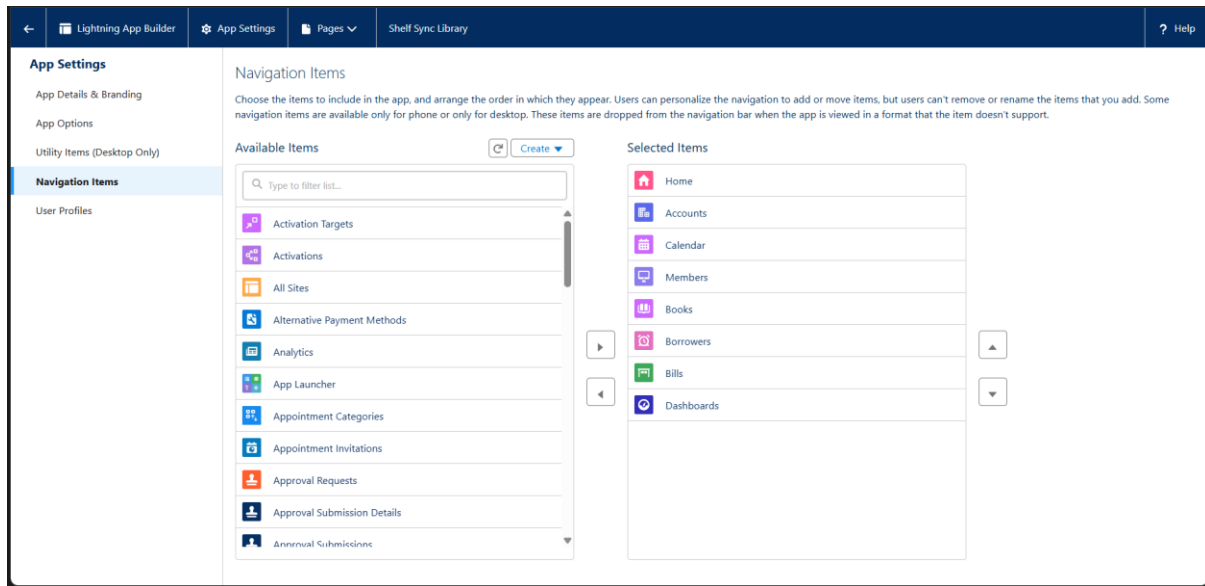 Lightning App Builder
App Settings
Pages
Shelf Sync Library
? Help
App Settings
App Details & Branding
App Options
Utility Items (Desktop Only)
Navigation Items
User Profiles
Navigation Items
Choose the items to include in the app, and arrange the order in which they appear. Users can personalize the navigation to add or move items, but users can't remove or rename the items that you add. Some
navigation items are available only for phone or only for desktop. These items are dropped from the navigation bar when the app is viewed in a format that the item doesn't support.
Available Items
Create
Type to filter list...
Activation Targets
Activations
All Sites
Alternative Payment Methods
Analytics
App Launcher
Appointment Categories
Appointment Invitations
Approval Requests
Approval Submission Details
Approval Submissions
Selected Items
Home
Accounts
Calendar
Members
Books
Borrowers
Bills
Dashboards